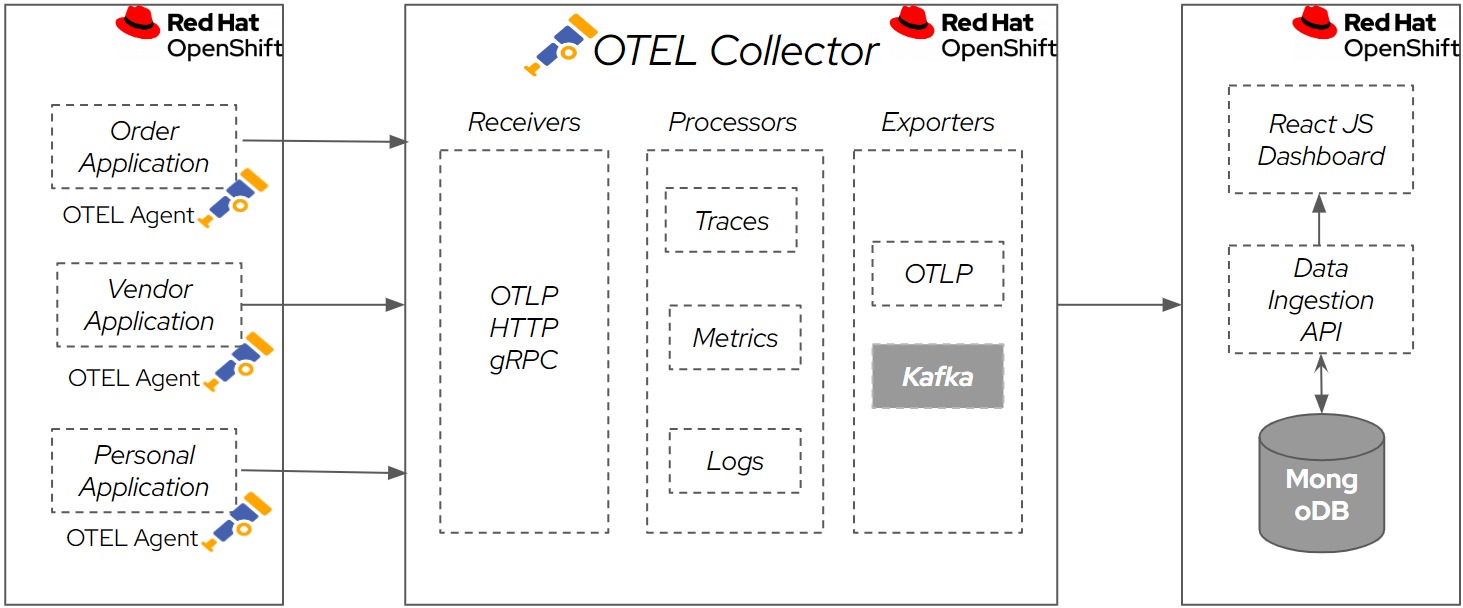 Red Hat
OpenShift
Order
Application
OTEL Agent
Vendor
Application
OTEL Agent
Personal
Application
OTEL Agent
OTEL Collector
Red Hat
OpenShift
Receivers
OTLP
HTTP
gRPC
Processors
Traces
Metrics
Logs
Exporters
OTLP
Kafka
Red Hat
OpenShift
React JS
Dashboard
Data
Ingestion
API
Mong
oDB